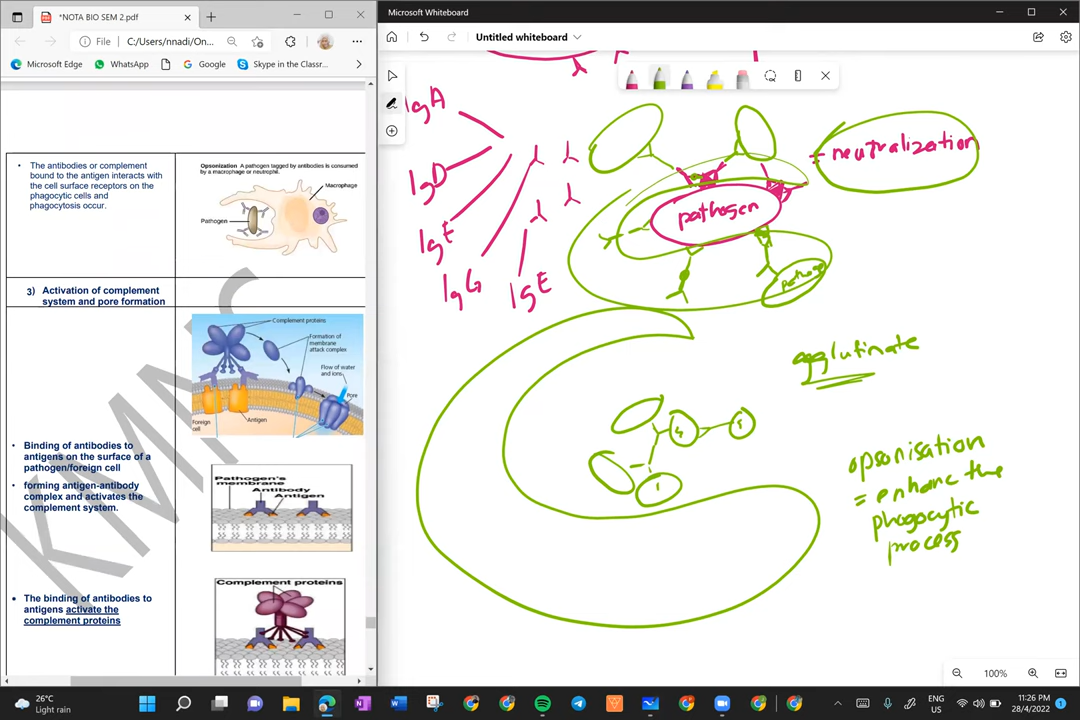 *NOTA BIO SEM 2.pdf
File
C:/Users/nnadi/On...
Microsoft Edge
WhatsApp
Google
Skype in the Classr...
• The antibodies or complement
bound to the antigen interacts with
the cell surface receptors on the
phagocytic cells and
phagocytosis occur.
Opsonization A pathogen tagged by antibodies is consumed
by a macrophage or neutrophil.
Macrophage
Pathogen
3) Activation of complement
system and pore formation
Complement proteins
Formation of
membrane
attack complex
Flow of water
and ions
Pore
Foreign
cell
Antigen
• Binding of antibodies to
antigens on the surface of a
pathogen/foreign cell
• forming antigen-antibody
complex and activates the
complement system.
Pathogen's
membrane
Antibody
Antigen
• The binding of antibodies to
antigens activate the
complement proteins
Complement proteins
KMNS
Microsoft Whiteboard
Untitled whiteboard
IgA
IgD
IgE
IgG
IgE
pathogen
neutralization
agglutinate
4
1
opsonisation
= enhance the
phagocytic
process
100%
26°C
Light rain
ENG
US
11:26 PM
28/4/2022